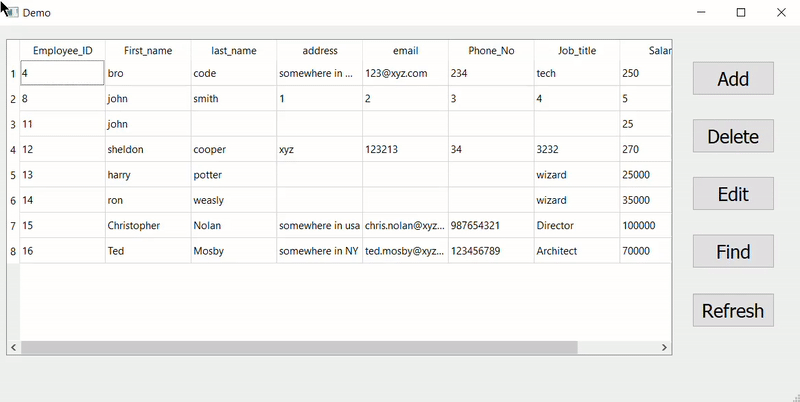 Demo
Employee_ID First_name last_name address email Phone_No Job_title Salar
1 4 bro code somewhere in ... 123@xyz.com 234 tech 250
2 8 john smith 1 2 3 4 5
3 11 john 25
4 12 sheldon cooper xyz 123213 34 3232 270
5 13 harry potter wizard 25000
6 14 ron weasly wizard 35000
7 15 Christopher Nolan somewhere in usa chris.nolan@xyz... 987654321 Director 100000
8 16 Ted Mosby somewhere in NY ted.mosby@xyz... 123456789 Architect 70000
Add
Delete
Edit
Find
Refresh